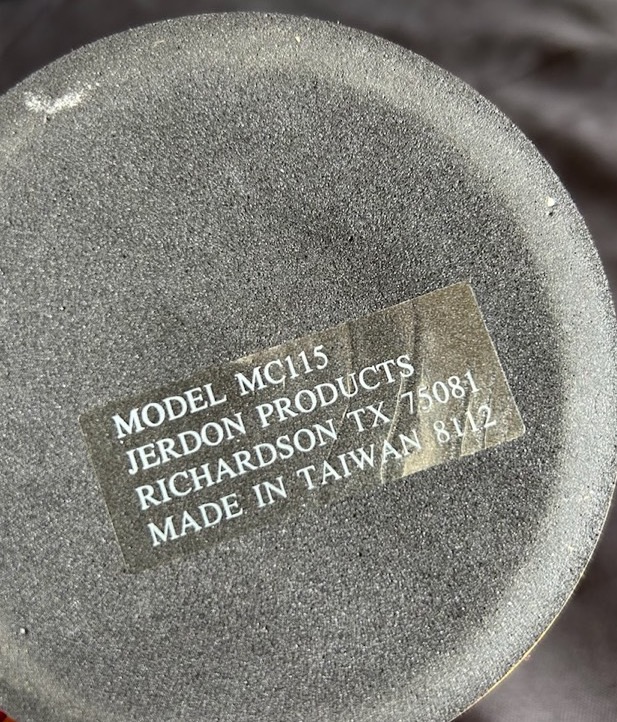 MODEL MC115
JERDON PRODUCTS
RICHARDSON TX 75081
MADE IN TAIWAN 8112